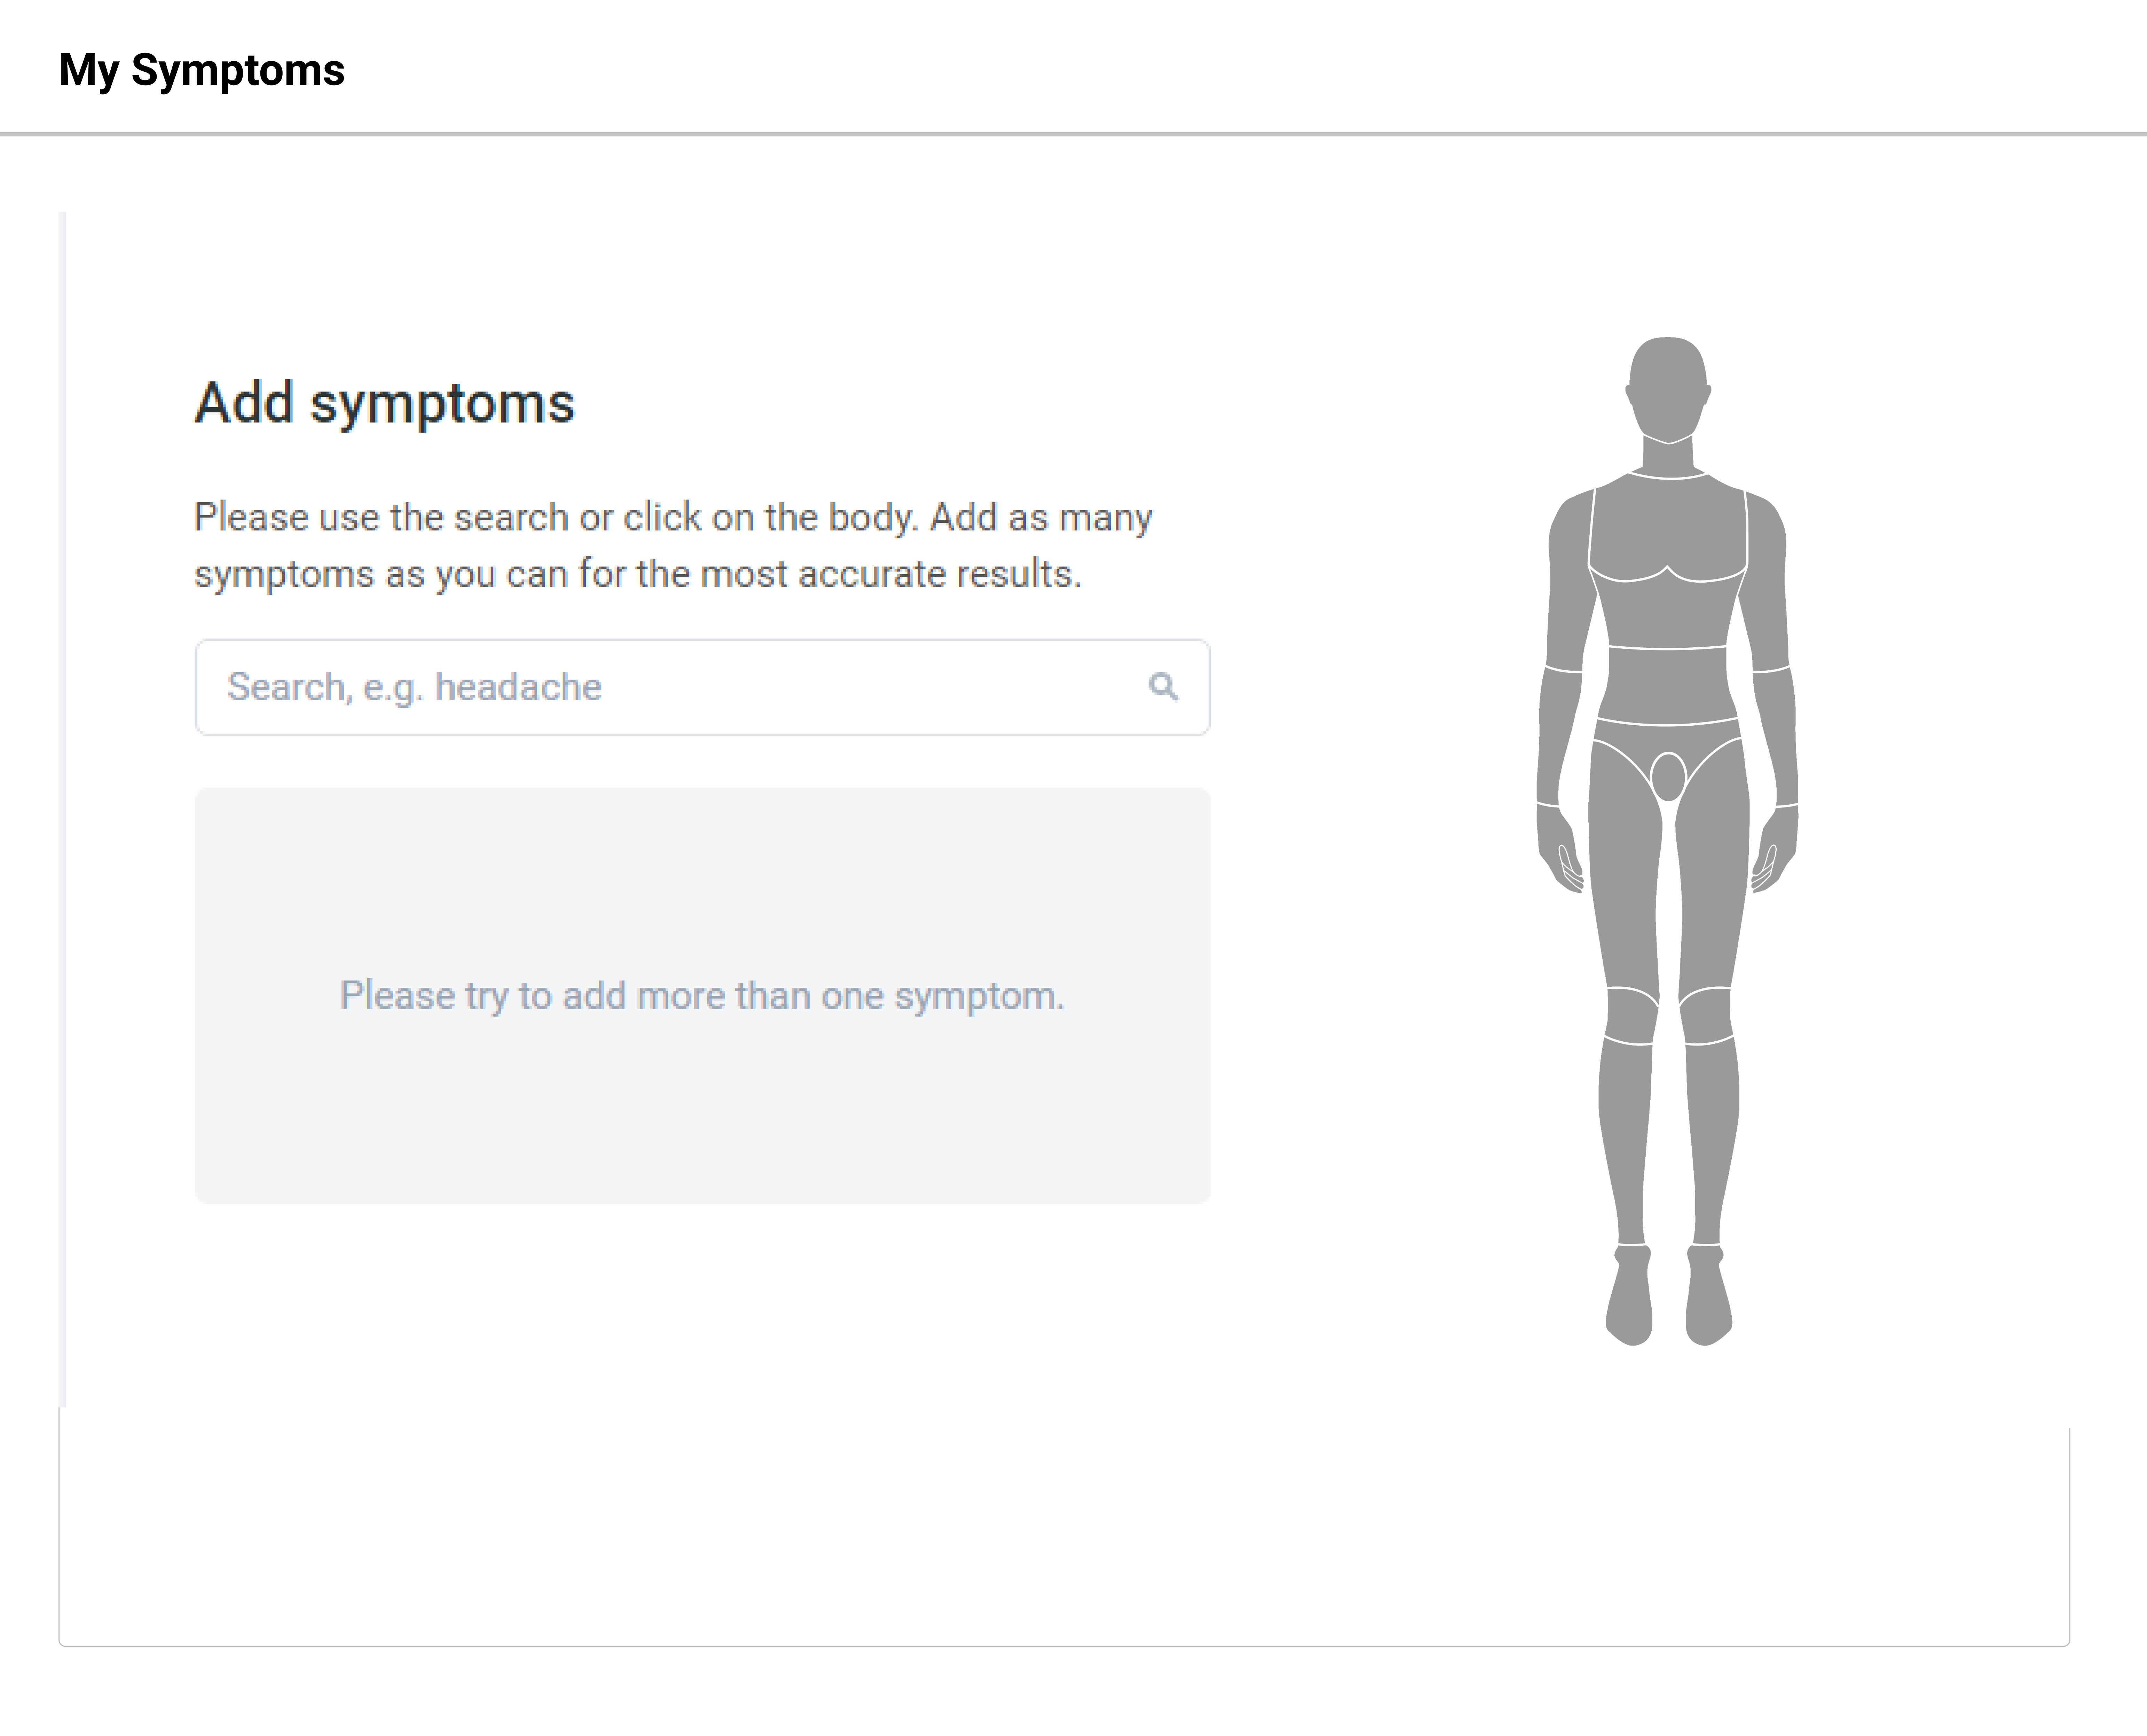 My Symptoms
Add symptoms
Please use the search or click on the body. Add as many
symptoms as you can for the most accurate results.
Search, e.g. headache
Please try to add more than one symptom.